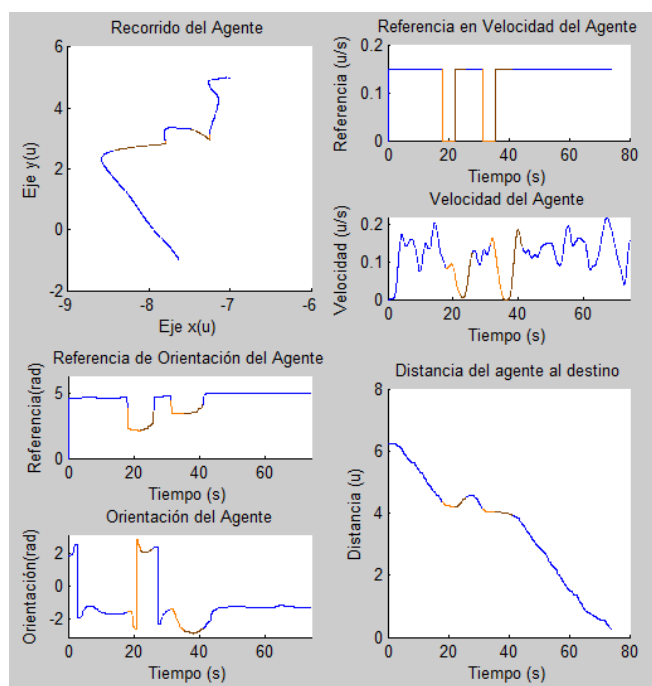 Recorrido del Agente
6
4
2
0
-2
Eje y(u)
-9
-8
-7
-6
Eje x(u)
Referencia en Velocidad del Agente
0.2
0.1
0
Referencia (u/s)
0
20
40
60
80
Tiempo (s)
Velocidad del Agente
0.2
0.1
0
Velocidad (u/s)
0
20
40
60
Tiempo (s)
Referencia de Orientación del Agente
5
0
Referencia(rad)
0
20
40
60
Tiempo (s)
Orientación del Agente
2
0
-2
Orientación(rad)
0
20
40
60
Tiempo (s)
Distancia del agente al destino
8
6
4
2
0
Distancia (u)
0
20
40
60
80
Tiempo (s)